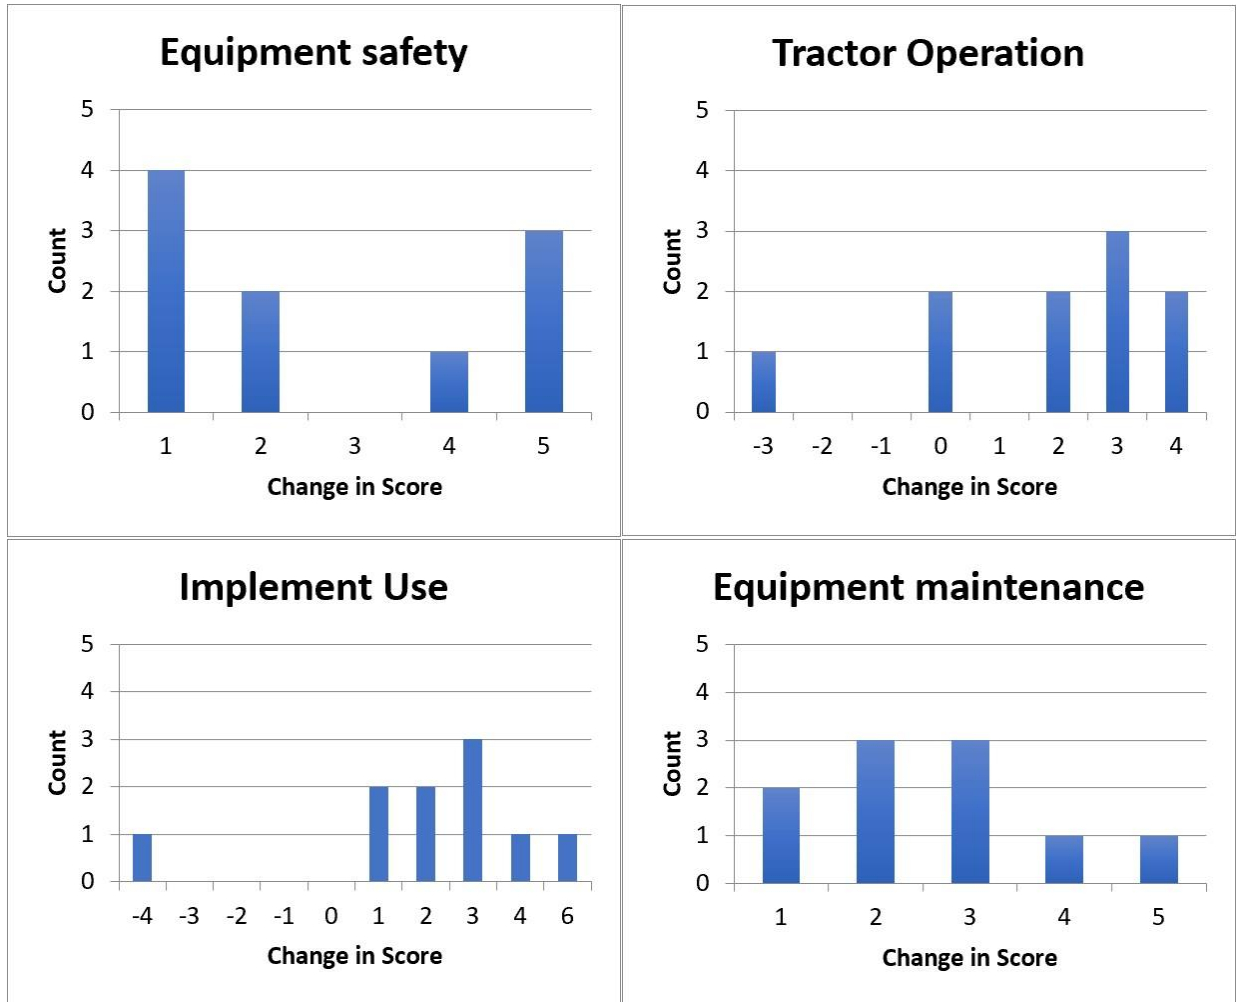 Equipment safety
5
4
3
2
1
0
Count
1 2 3 4 5
Change in Score
Tractor Operation
5
4
3
2
1
0
Count
-3 -2 -1 0 1 2 3 4
Change in Score
Implement Use
5
4
3
2
1
0
Count
-4 -3 -2 -1 0 1 2 3 4 6
Change in Score
Equipment maintenance
5
4
3
2
1
0
Count
1 2 3 4 5
Change in Score